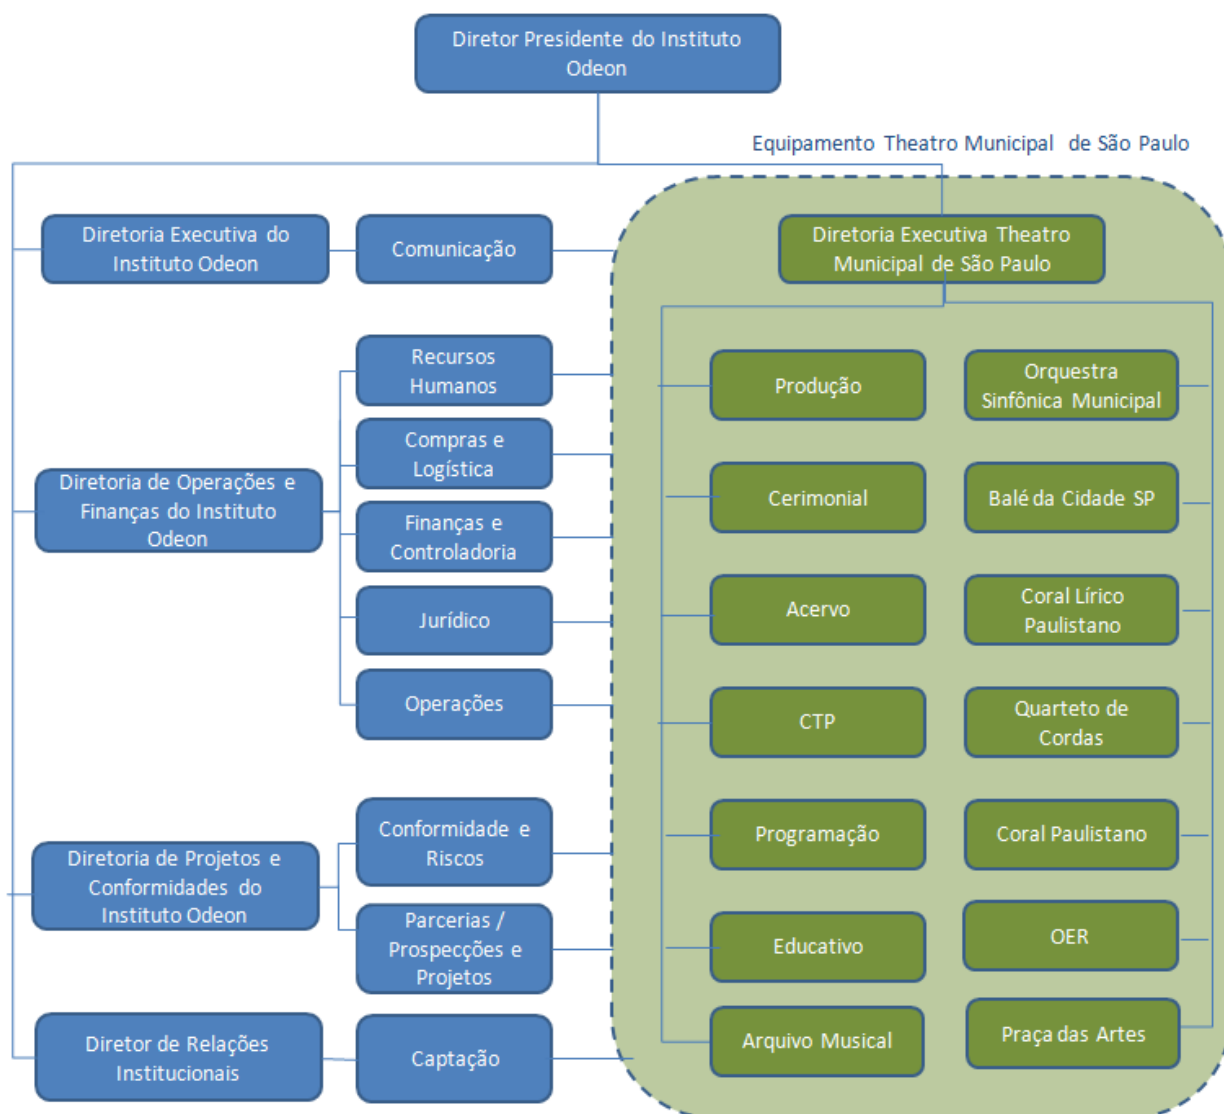 Diretor Presidente do Instituto
Odeon
Equipamento Theatro Municipal de São Paulo
Diretoria Executiva do
Instituto Odeon
Comunicação
Recursos
Humanos
Compras e
Logística
Diretoria de Operações e
Finanças do Instituto
Odeon
Finanças e
Controladoria
Jurídico
Operações
Conformidade e
Riscos
Diretoria de Projetos e
Conformidades do
Instituto Odeon
Parcerias /
Prospecções e
Projetos
Diretor de Relações
Institucionais
Captação
Diretoria Executiva Theatro
Municipal de São Paulo
Produção
Cerimonial
Acervo
CTP
Programação
Educativo
Arquivo Musical
Orquestra
Sinfônica Municipal
Balé da Cidade SP
Coral Lírico
Paulistano
Quarteto de
Cordas
Coral Paulistano
OER
Praça das Artes